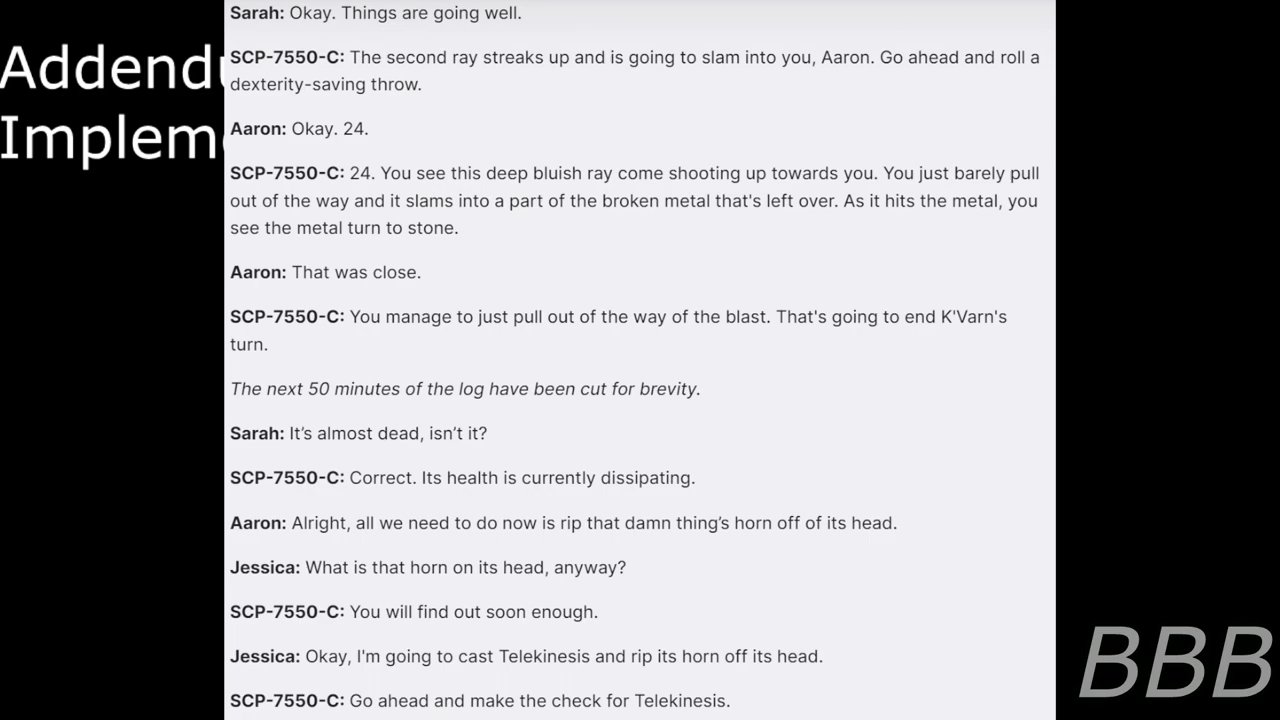 Addend
Implem
Sarah: Okay. Things are going well.
SCP-7550-C: The second ray streaks up and is going to slam into you, Aaron. Go ahead and roll a
dexterity-saving throw.
Aaron: Okay. 24.
SCP-7550-C: 24. You see this deep bluish ray come shooting up towards you. You just barely pull
out of the way and it slams into a part of the broken metal that's left over. As it hits the metal, you
see the metal turn to stone.
Aaron: That was close.
SCP-7550-C: You manage to just pull out of the way of the blast. That's going to end K'Varn's
turn.
The next 50 minutes of the log have been cut for brevity.
Sarah: It’s almost dead, isn’t it?
SCP-7550-C: Correct. Its health is currently dissipating.
Aaron: Alright, all we need to do now is rip that damn thing’s horn off of its head.
Jessica: What is that horn on its head, anyway?
SCP-7550-C: You will find out soon enough.
Jessica: Okay, I'm going to cast Telekinesis and rip its horn off its head.
SCP-7550-C: Go ahead and make the check for Telekinesis.
BBB